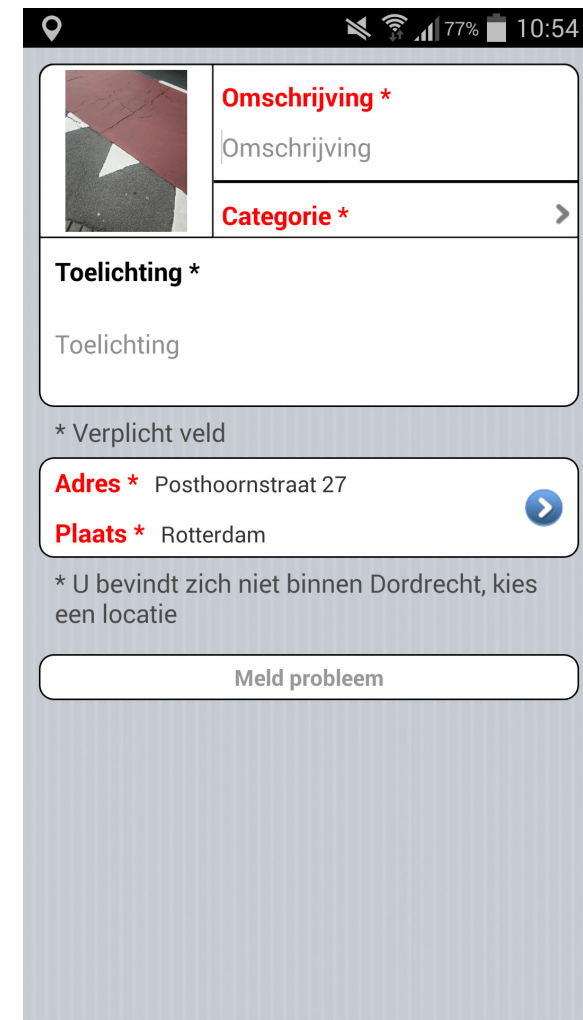 77% 10:54
Omschrijving *
Omschrijving
Categorie *
Toelichting *
Toelichting
* Verplicht veld
Adres * Posthoornstraat 27
Plaats * Rotterdam
* U bevindt zich niet binnen Dordrecht, kies
een locatie
Meld probleem